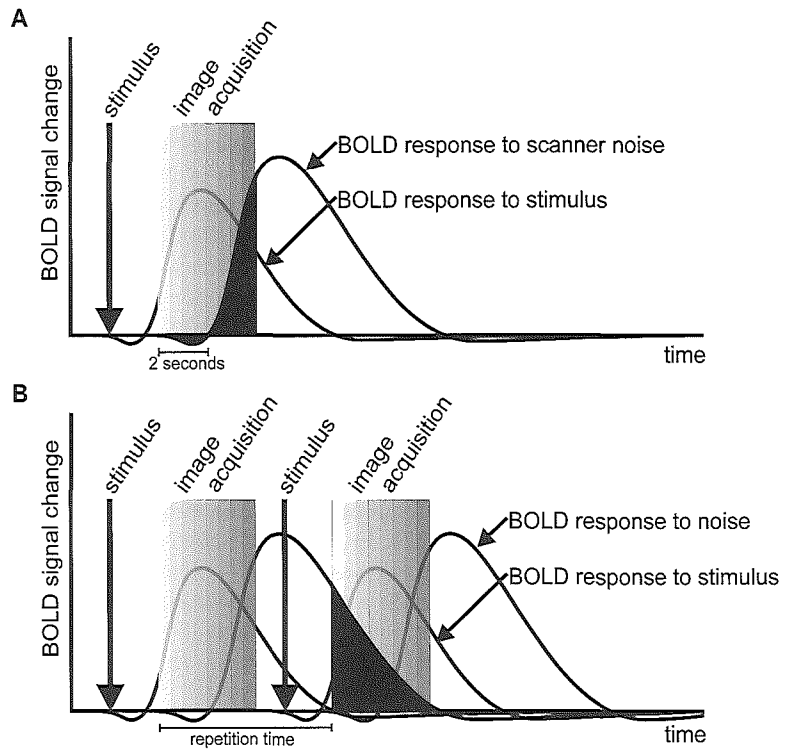 A
BOLD signal change
stimulus
image
acquisition
BOLD response to scanner noise
BOLD response to stimulus
2 seconds
time
B
BOLD signal change
stimulus
image
acquisition
stimulus
image
acquisition
BOLD response to noise
BOLD response to stimulus
repetition time
time